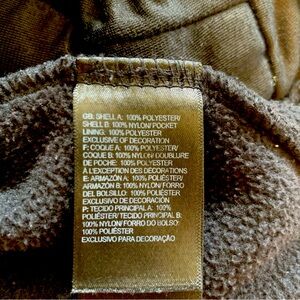 GB: SHELL A: 100% POLYESTER/
SHELL B: 100% NYLON/ POCKET
LINING: 100% POLYESTER
EXCLUSIVE OF DECORATION
F: COQUE A: 100% POLYESTER/
COQUE B: 100% NYLON/ DOUBLURE
DE POCHE: 100% POLYESTER
À L'EXCEPTION DES DÉCORATIONS
E: ARMAZÓN A: 100% POLIÉSTER/
ARMAZÓN B: 100% NYLON/ FORRO
DEL BOLSILLO: 100% POLIÉSTER
EXCLUSIVO DE DECORACIÓN
P: TECIDO PRINCIPAL A: 100%
POLIÉSTER/ TECIDO PRINCIPAL B:
100% NYLON/ FORRO DO BOLSO:
100% POLIÉSTER
EXCLUSIVO PARA DECORAÇÃO